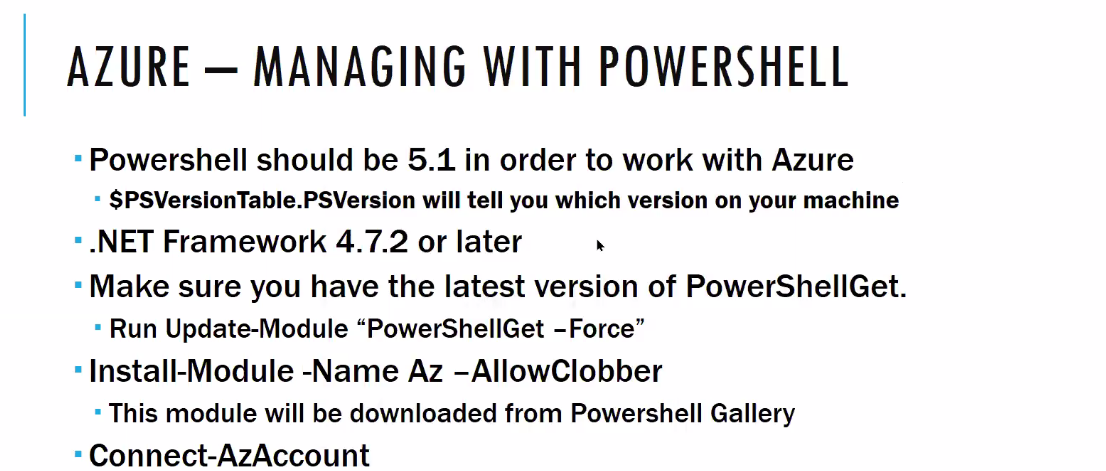 AZURE — MANAGING WITH POWERSHELL
Powershell should be 5.1 in order to work with Azure
$PSVersionTable.PSVersion will tell you which version on your machine
.NET Framework 4.7.2 or later
Make sure you have the latest version of PowerShellGet.
Run Update-Module “PowerShellGet –Force”
Install-Module -Name Az –AllowClobber
This module will be downloaded from Powershell Gallery
Connect-AzAccount